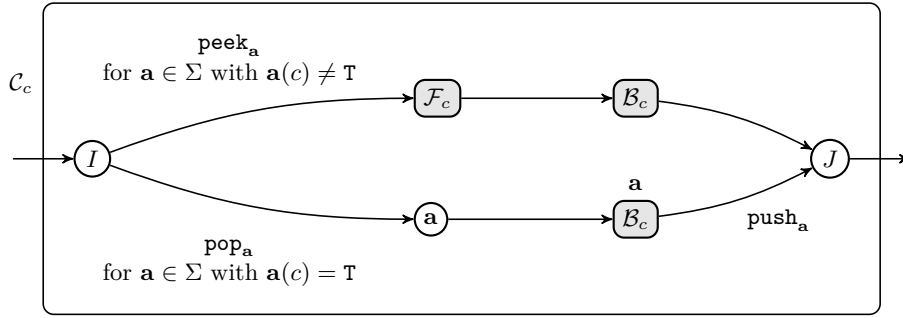 peek_a
for a ∈ Σ with a(c) ≠ T
𝒞_c
ℱ_c
ℬ_c
I
J
a
a
ℬ_c
push_a
pop_a
for a ∈ Σ with a(c) = T